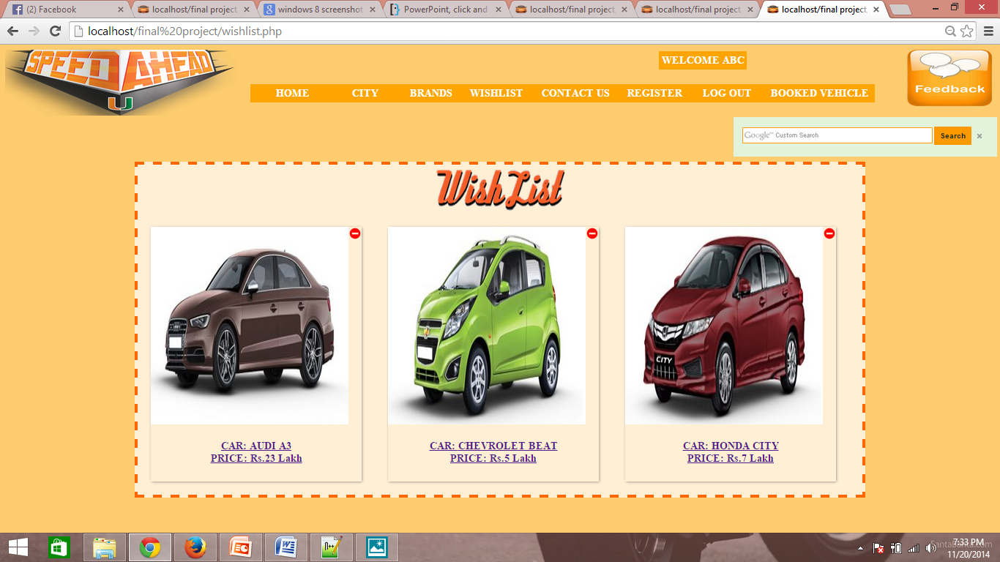 (2) Facebook
localhost/final project
windows 8 screenshot
PowerPoint, click and
localhost/final project
localhost/final project
localhost/final project
localhost/final%20project/wishlist.php
SPEED AHEAD
U
WELCOME ABC
HOME CITY BRANDS WISHLIST CONTACT US REGISTER LOG OUT BOOKED VEHICLE
Feedback
Google™ Custom Search
Search
WishList
CITY
CAR: AUDI A3
PRICE: Rs.23 Lakh
CAR: CHEVROLET BEAT
PRICE: Rs.5 Lakh
CAR: HONDA CITY
PRICE: Rs.7 Lakh
7:33 PM
11/20/2014